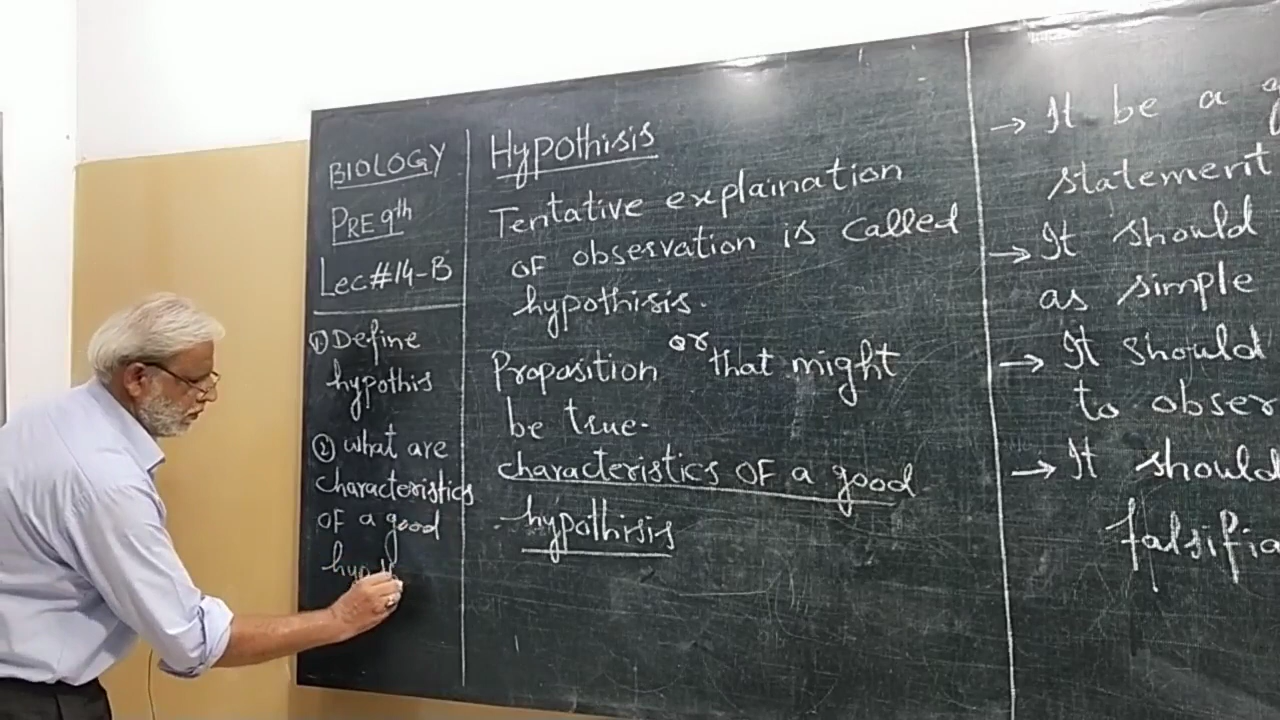 BIOLOGY
PRE 9th
Lec#14-B
① Define
hypothis
② what are
characteristics
OF a good
Hypothisis
Tentative explaination
OF observation is called
hypothisis.
or
Proposition that might
be true.
characteristics OF a good
hypothisis
→ It be a
statement
→ It should
as simple
→ It should
to obser
→ It should
falsifia